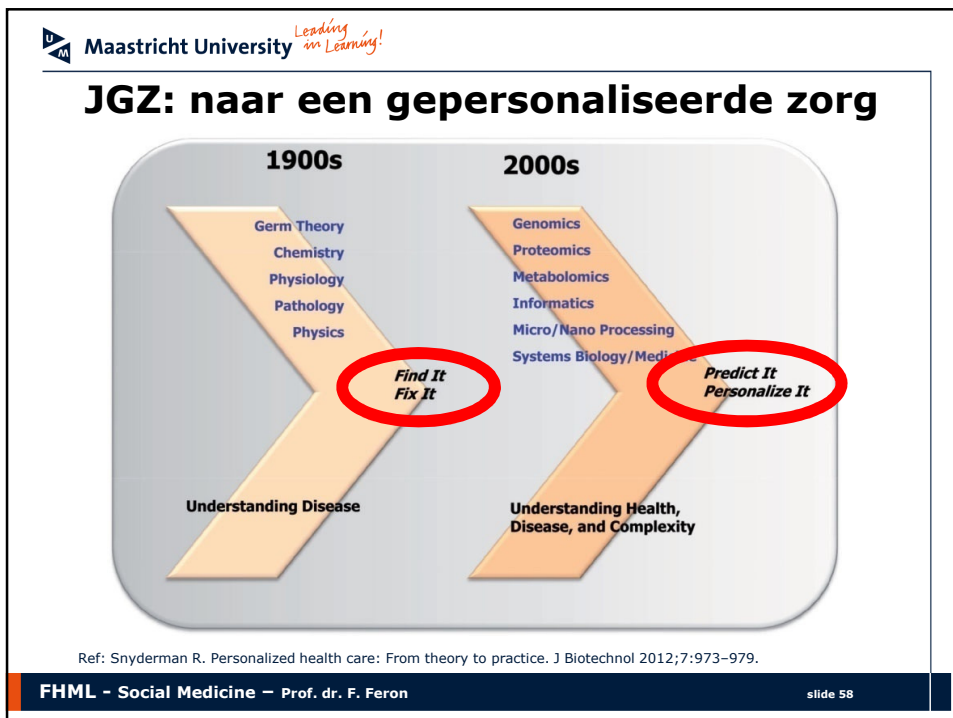 UM Maastricht University Leading in Learning!
JGZ: naar een gepersonaliseerde zorg
1900s
Germ Theory
Chemistry
Physiology
Pathology
Physics
Find It
Fix It
Understanding Disease
2000s
Genomics
Proteomics
Metabolomics
Informatics
Micro/Nano Processing
Systems Biology/Medicine
Predict It
Personalize It
Understanding Health,
Disease, and Complexity
Ref: Snyderman R. Personalized health care: From theory to practice. J Biotechnol 2012;7:973–979.
FHML - Social Medicine – Prof. dr. F. Feron
slide 58